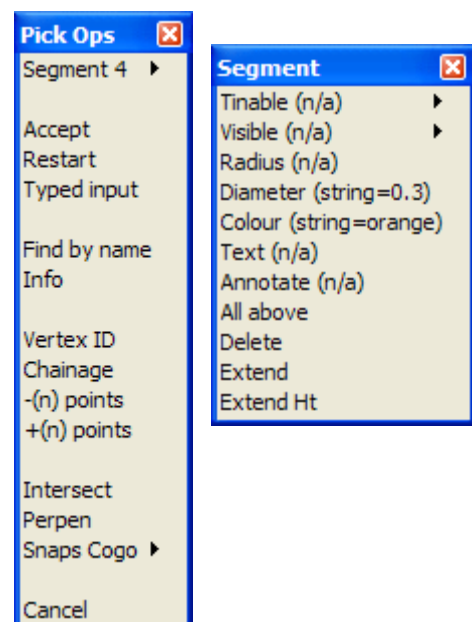 Pick Ops
Segment 4
Accept
Restart
Typed input
Find by name
Info
Vertex ID
Chainage
-(n) points
+(n) points
Intersect
Perpen
Snaps Cogo
Cancel
Segment
Tinable (n/a)
Visible (n/a)
Radius (n/a)
Diameter (string=0.3)
Colour (string=orange)
Text (n/a)
Annotate (n/a)
All above
Delete
Extend
Extend Ht